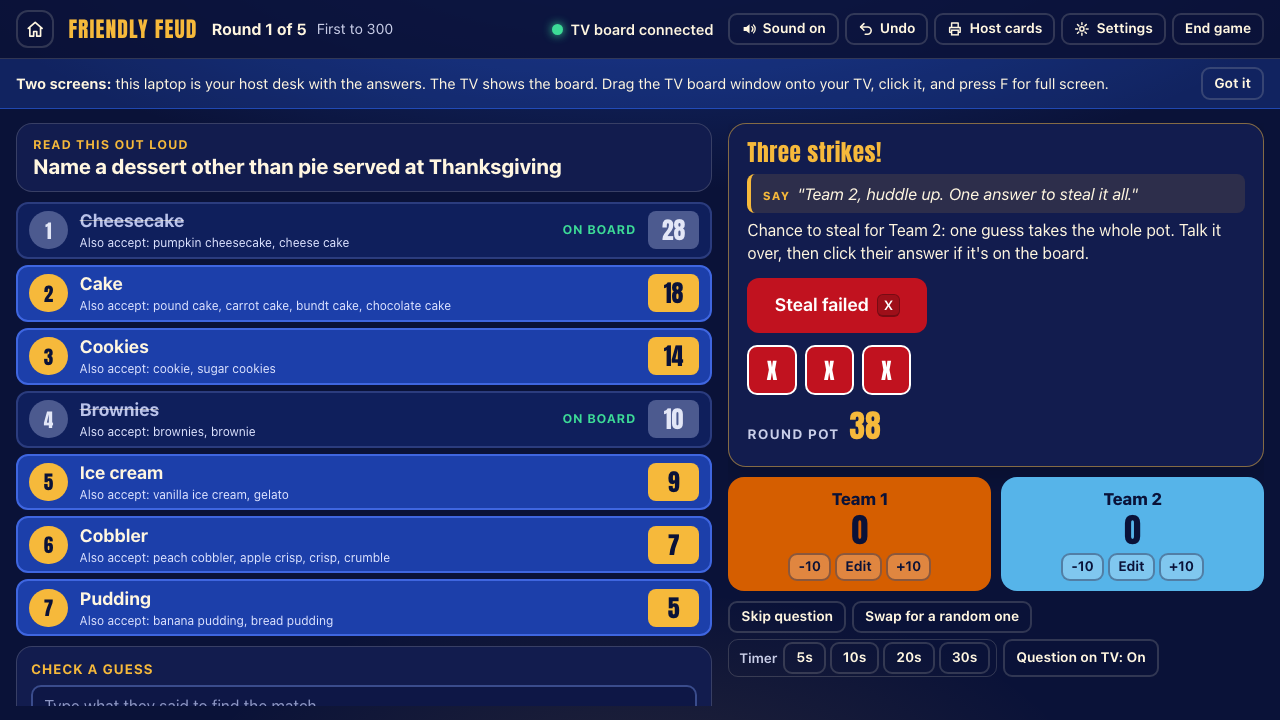 FRIENDLY FEUD Round 1 of 5 First to 300 TV board connected Sound on Undo Host cards Settings End game
Two screens: this laptop is your host desk with the answers. The TV shows the board. Drag the TV board window onto your TV, click it, and press F for full screen. Got it
READ THIS OUT LOUD
Name a dessert other than pie served at Thanksgiving
1 Cheesecake ON BOARD 28
Also accept: pumpkin cheesecake, cheese cake
2 Cake 18
Also accept: pound cake, carrot cake, bundt cake, chocolate cake
3 Cookies 14
Also accept: cookie, sugar cookies
4 Brownies ON BOARD 10
Also accept: brownies, brownie
5 Ice cream 9
Also accept: vanilla ice cream, gelato
6 Cobbler 7
Also accept: peach cobbler, apple crisp, crisp, crumble
7 Pudding 5
Also accept: banana pudding, bread pudding
CHECK A GUESS
Type what they said to find the match
Three strikes!
SAY "Team 2, huddle up. One answer to steal it all."
Chance to steal for Team 2: one guess takes the whole pot. Talk it
over, then click their answer if it's on the board.
Steal failed X
X X X
ROUND POT 38
Team 1
0
-10 Edit +10
Team 2
0
-10 Edit +10
Skip question Swap for a random one
Timer 5s 10s 20s 30s Question on TV: On